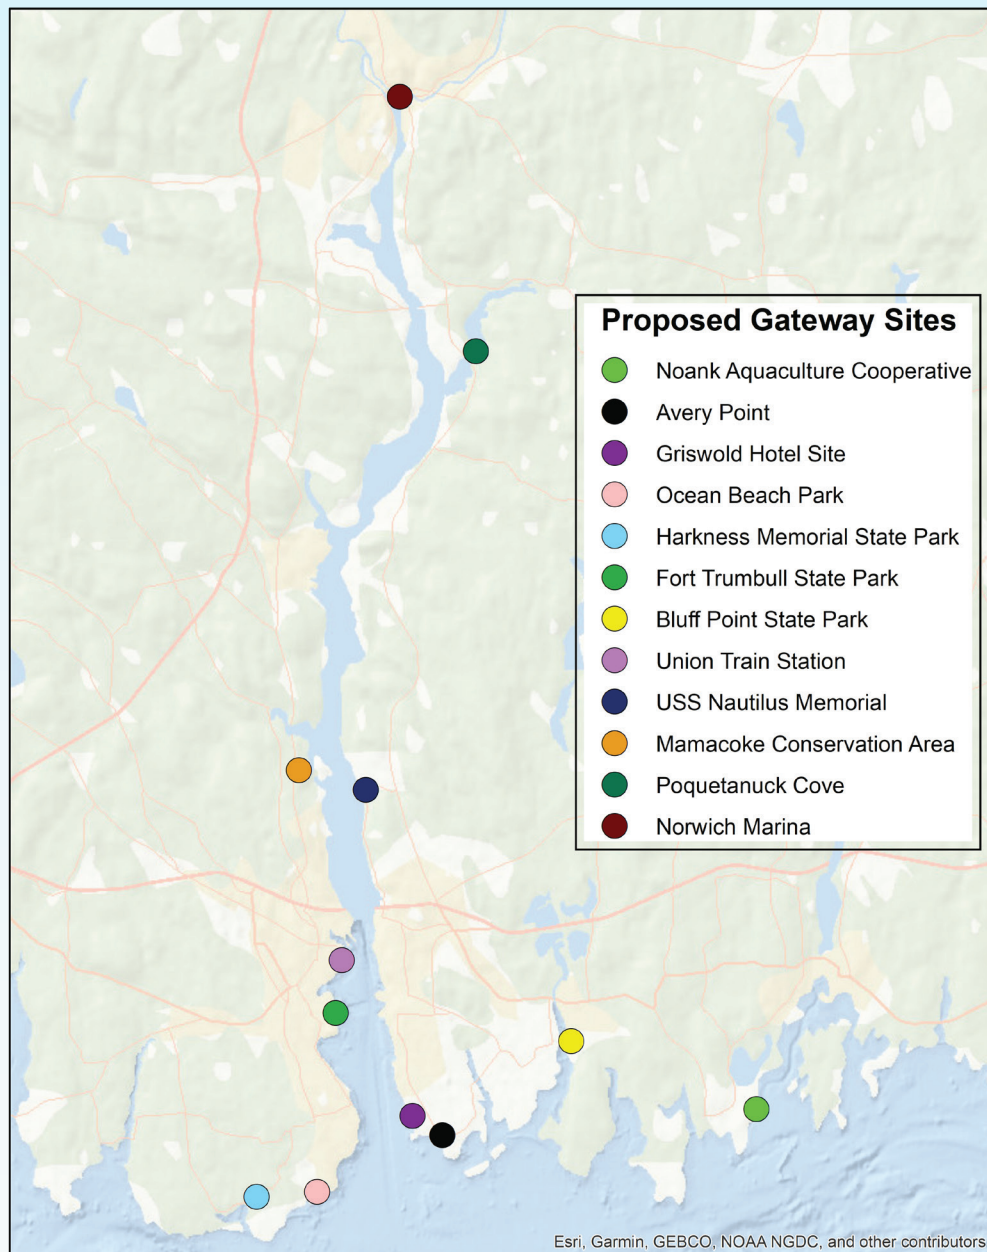 Proposed Gateway Sites
Noank Aquaculture Cooperative
Avery Point
Griswold Hotel Site
Ocean Beach Park
Harkness Memorial State Park
Fort Trumbull State Park
Bluff Point State Park
Union Train Station
USS Nautilus Memorial
Mamacoke Conservation Area
Poquetanuck Cove
Norwich Marina
Esri, Garmin, GEBCO, NOAA NGDC, and other contributors